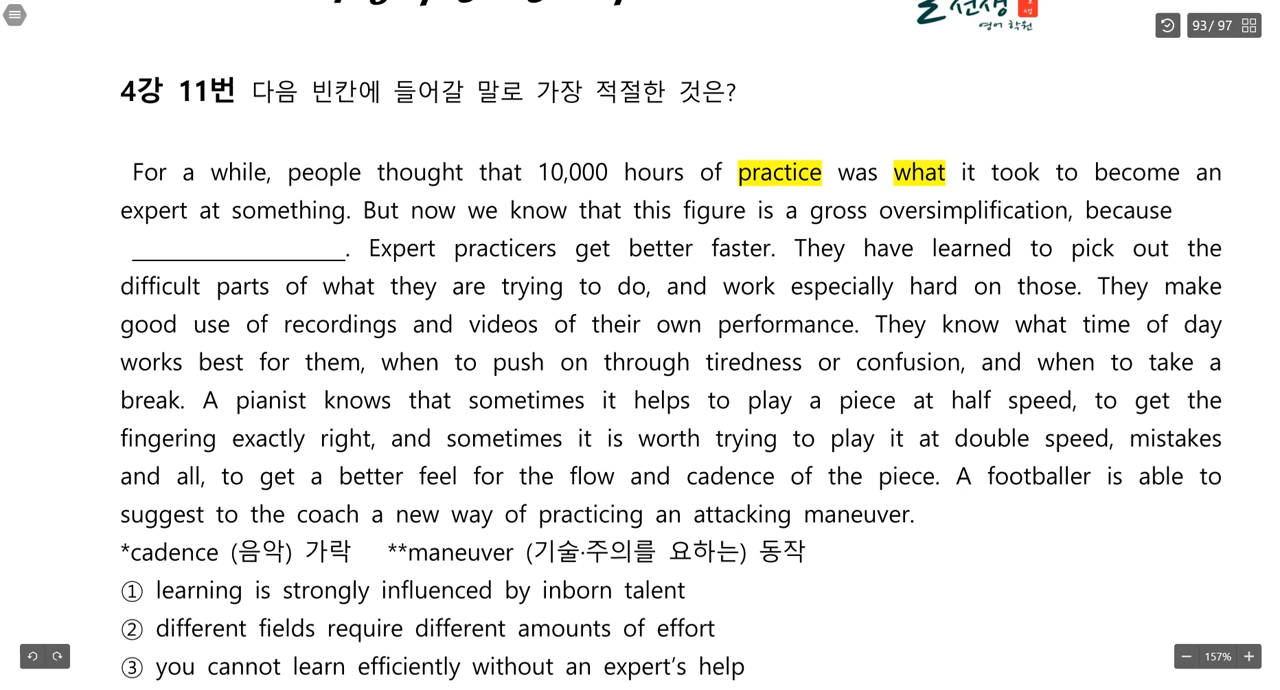 선생
영어 학원
93/ 97
4강 11번 다음 빈칸에 들어갈 말로 가장 적절한 것은?
For a while, people thought that 10,000 hours of practice was what it took to become an
expert at something. But now we know that this figure is a gross oversimplification, because
____________________. Expert practicers get better faster. They have learned to pick out the
difficult parts of what they are trying to do, and work especially hard on those. They make
good use of recordings and videos of their own performance. They know what time of day
works best for them, when to push on through tiredness or confusion, and when to take a
break. A pianist knows that sometimes it helps to play a piece at half speed, to get the
fingering exactly right, and sometimes it is worth trying to play it at double speed, mistakes
and all, to get a better feel for the flow and cadence of the piece. A footballer is able to
suggest to the coach a new way of practicing an attacking maneuver.
*cadence (음악) 가락 **maneuver (기술·주의를 요하는) 동작
① learning is strongly influenced by inborn talent
② different fields require different amounts of effort
③ you cannot learn efficiently without an expert's help
157%